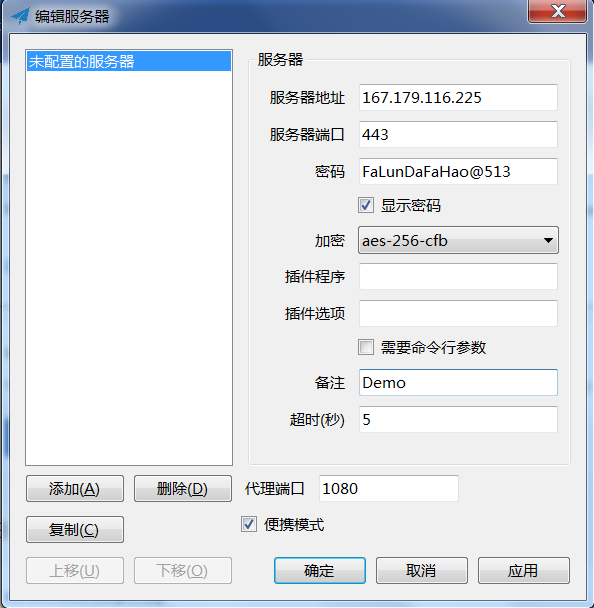 编辑服务器
未配置的服务器
服务器
服务器地址 167.179.116.225
服务器端口 443
密码 FaLunDaFaHao@513
显示密码
加密 aes-256-cfb
插件程序
插件选项
需要命令行参数
备注 Demo
超时(秒) 5
添加(A) 删除(D) 代理端口 1080
复制(C) 便携模式
上移(U) 下移(O) 确定 取消 应用